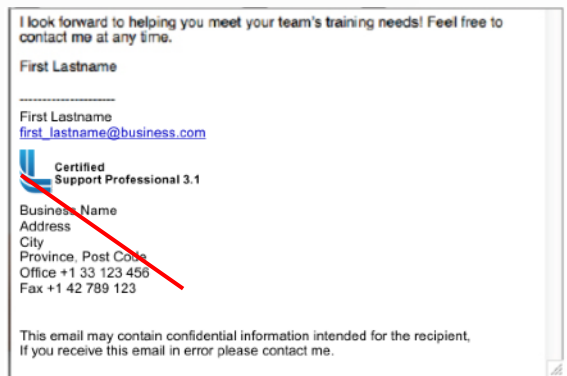 I look forward to helping you meet your team's training needs! Feel free to
contact me at any time.
First Lastname
---------------------
First Lastname
first_lastname@business.com
Certified
Support Professional 3.1
Business Name
Address
City
Province, Post Code
Office +1 33 123 456
Fax +1 42 789 123
This email may contain confidential information intended for the recipient,
If you receive this email in error please contact me.